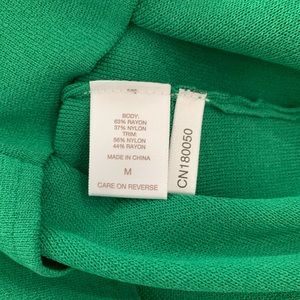 BODY:
63% RAYON
37% NYLON
TRIM:
56% NYLON
44% RAYON
MADE IN CHINA
M
CARE ON REVERSE
CN180050